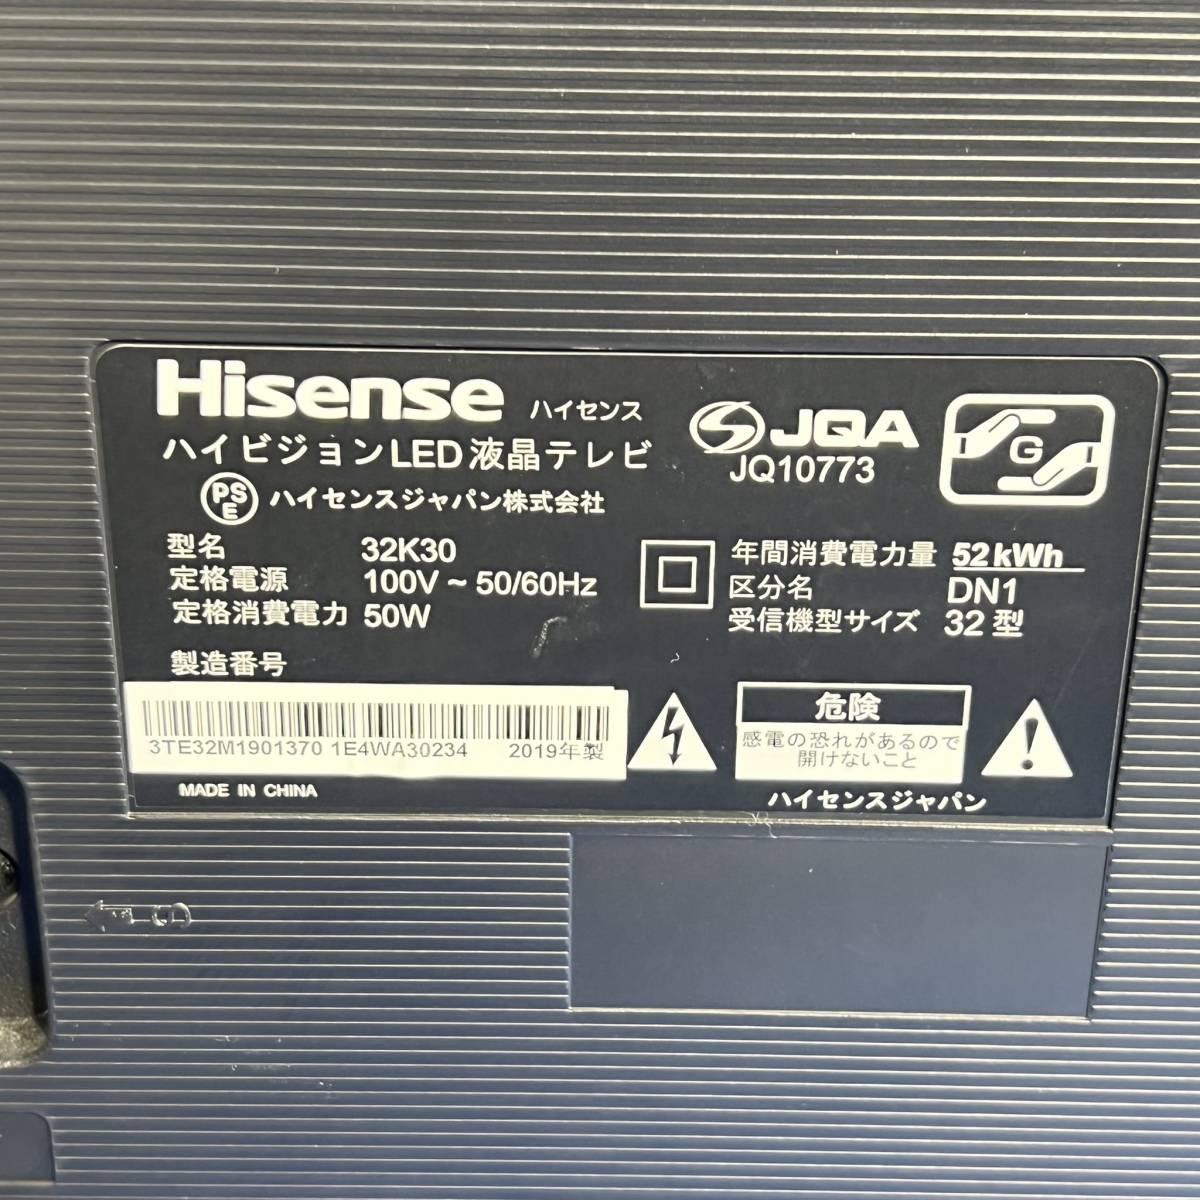 Hisense ハイセンス
ハイビジョンLED液晶テレビ
JQA
JQ10773
G
PSE ハイセンスジャパン株式会社
型名 32K30
定格電源 100V ~ 50/60Hz
定格消費電力 50W
年間消費電力量 52kWh
区分名 DN1
受信機型サイズ 32型
製造番号
3TE32M1901370 1E4WA30234 2019年製
MADE IN CHINA
危険
感電の恐れがあるので
開けないこと
ハイセンスジャパン